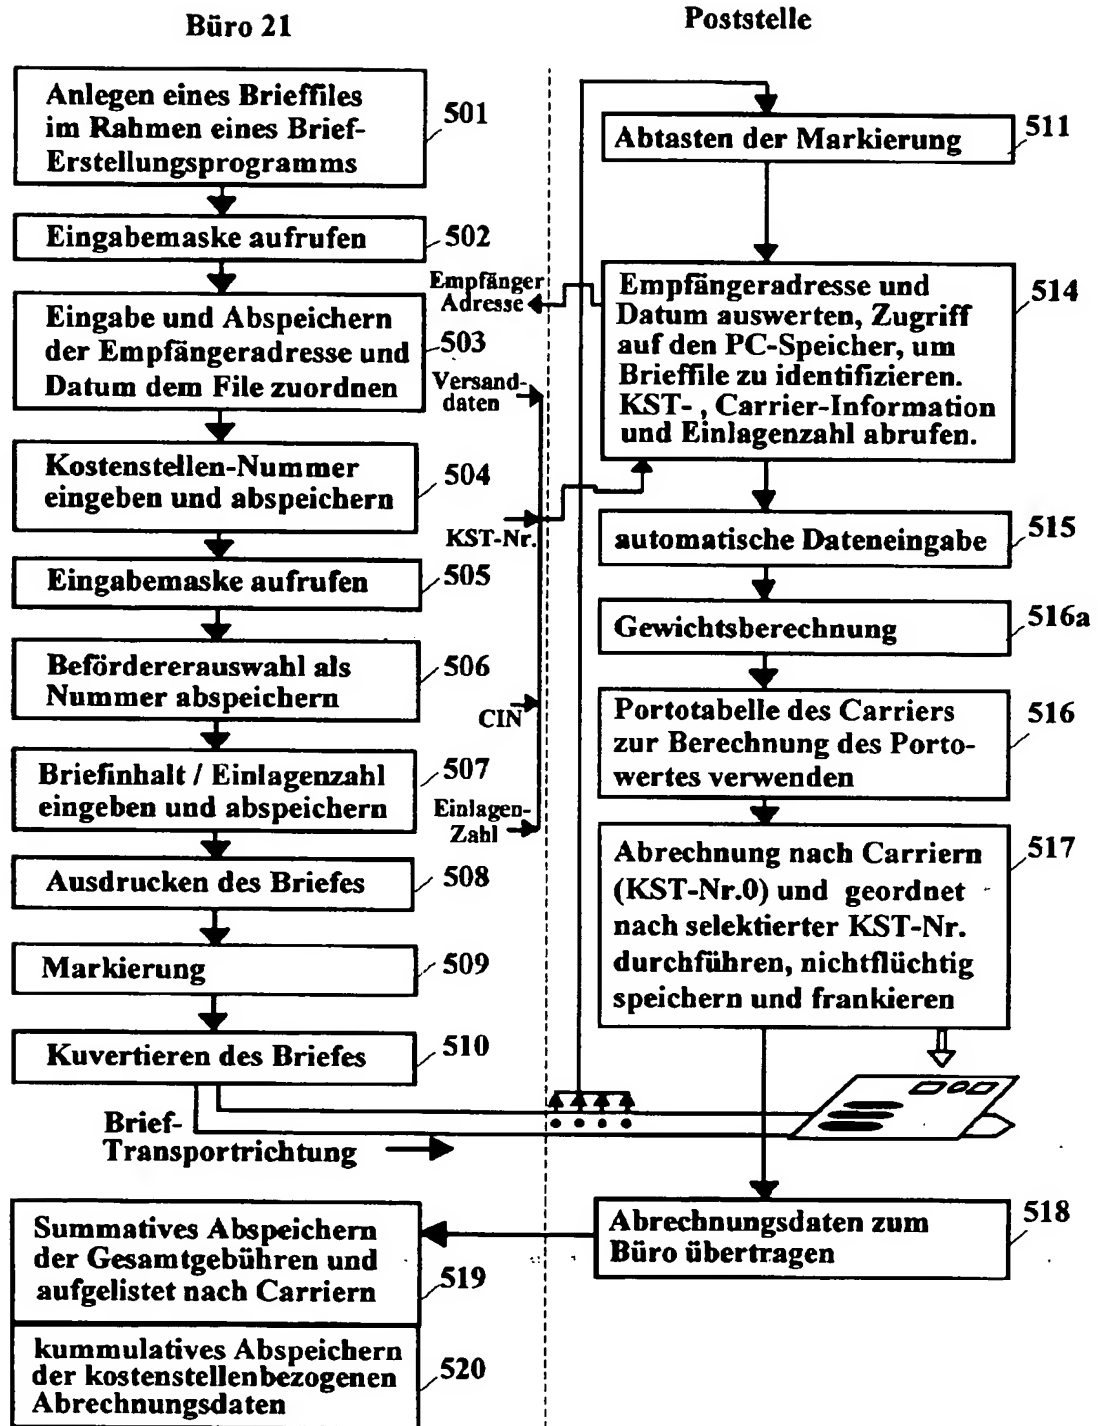 Büro 21
Anlegen eines Brieffiles
im Rahmen eines Brief-
Erstellungsprogramms
501
Eingabemaske aufrufen
502
Eingabe und Abspeichern
der Empfängeradresse und
Datum dem File zuordnen
503
Kostenstellen-Nummer
eingeben und abspeichern
504
Eingabemaske aufrufen
505
Befördererauswahl als
Nummer abspeichern
506
Briefinhalt / Einlagenzahl
eingeben und abspeichern
507
Ausdrucken des Briefes
508
Markierung
509
Kuvertieren des Briefes
510
Brief-
Transportrichtung
Summatives Abspeichern
der Gesamtgebühren und
aufgelistet nach Carriern
519
kummulatives Abspeichern
der kostenstellenbezogenen
Abrechnungsdaten
520
Empfänger
Adresse
Versand-
daten
KST-Nr.
CIN
Einlagen-
Zahl
Poststelle
Abtasten der Markierung
511
Empfängeradresse und
Datum auswerten, Zugriff
auf den PC-Speicher, um
Brieffile zu identifizieren.
KST- , Carrier-Information
und Einlagenzahl abrufen.
514
automatische Dateneingabe
515
Gewichtsberechnung
516a
Portotabelle des Carriers
zur Berechnung des Porto-
wertes verwenden
516
Abrechnung nach Carriern
(KST-Nr.0) und geordnet
nach selektierter KST-Nr.
durchführen, nichtflüchtig
speichern und frankieren
517
Abrechnungsdaten zum
Büro übertragen
518